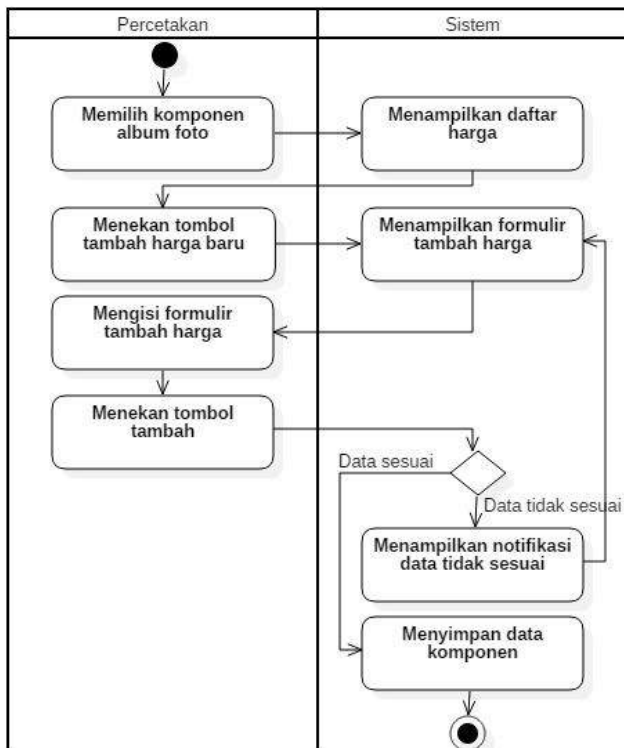 Percetakan
Sistem
Memilih komponen
album foto
Menampilkan daftar
harga
Menekan tombol
tambah harga baru
Menampilkan formulir
tambah harga
Mengisi formulir
tambah harga
Menekan tombol
tambah
Data sesuai
Data tidak sesuai
Menampilkan notifikasi
data tidak sesuai
Menyimpan data
komponen